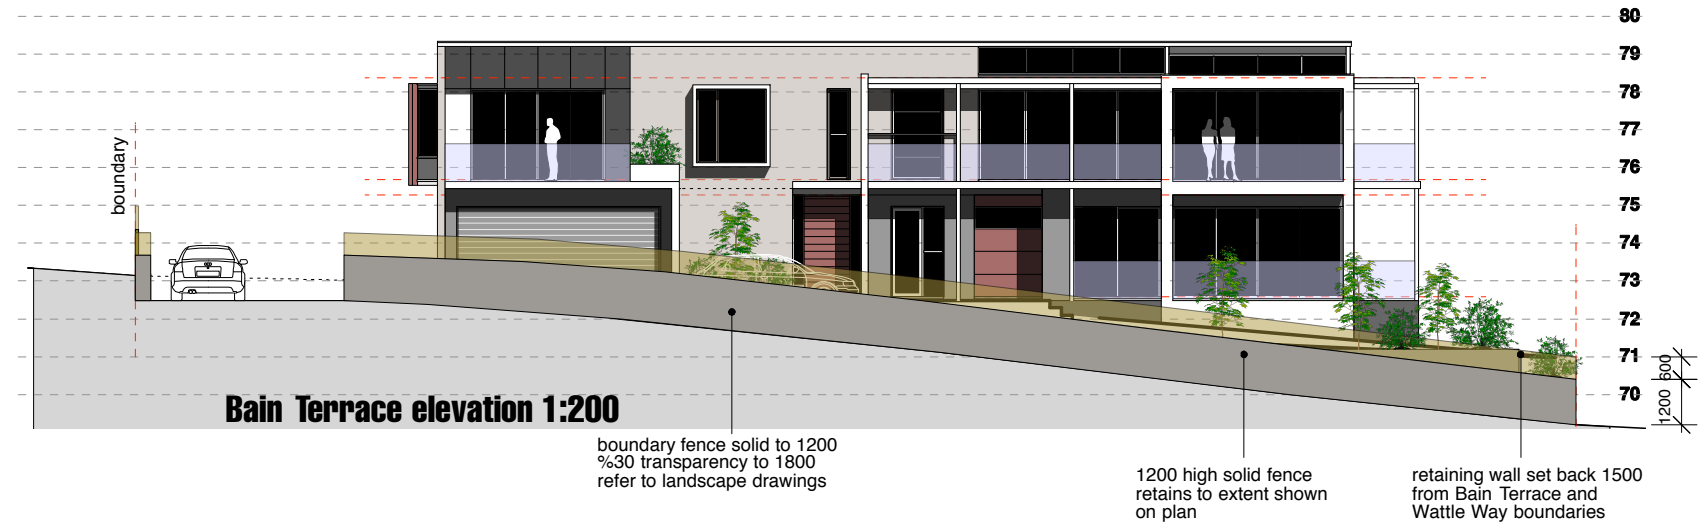 80
79
78
77
76
75
74
73
72
71
70
boundary
600
1200
Bain Terrace elevation 1:200
boundary fence solid to 1200
%30 transparency to 1800
refer to landscape drawings
1200 high solid fence
retains to extent shown
on plan
retaining wall set back 1500
from Bain Terrace and
Wattle Way boundaries